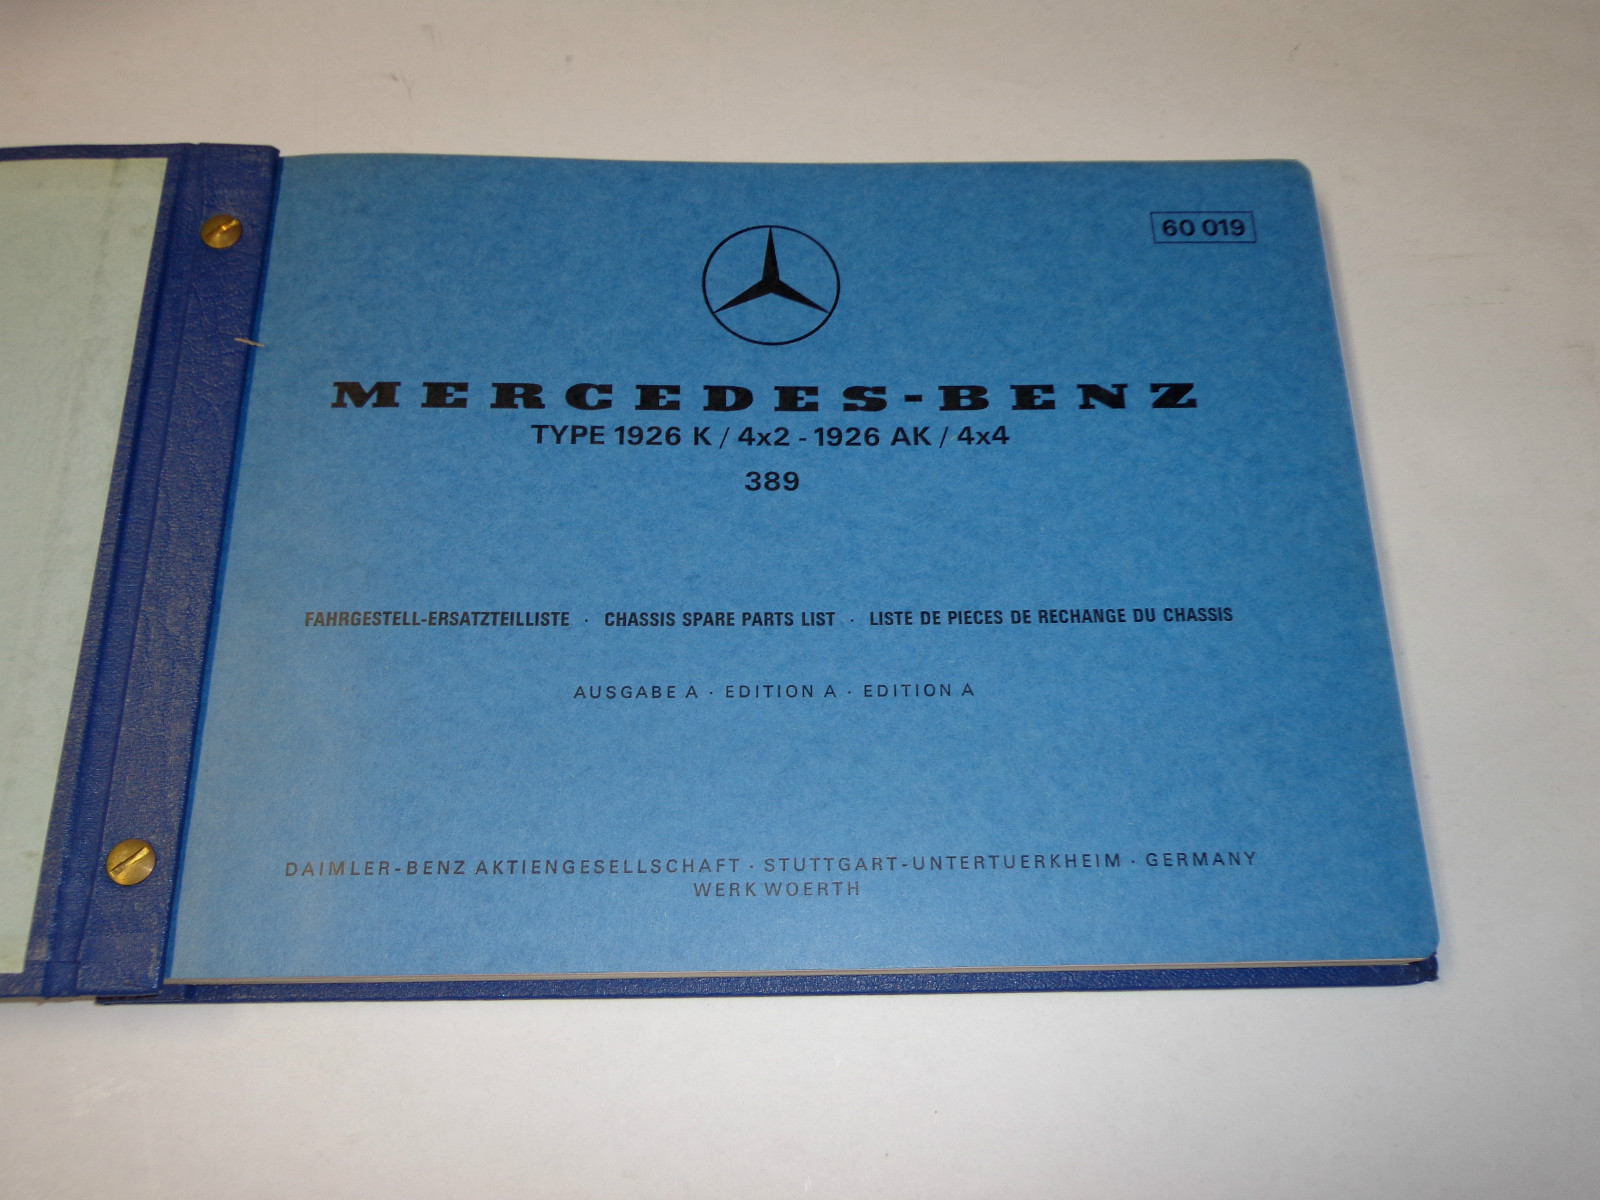 60 019
MERCEDES-BENZ
TYPE 1926 K / 4x2 - 1926 AK / 4x4
389
FAHRGESTELL-ERSATZTEILLISTE · CHASSIS SPARE PARTS LIST · LISTE DE PIECES DE RECHANGE DU CHASSIS
AUSGABE A · EDITION A · EDITION A
DAIMLER-BENZ AKTIENGESELLSCHAFT · STUTTGART-UNTERTUERKHEIM · GERMANY
WERK WOERTH